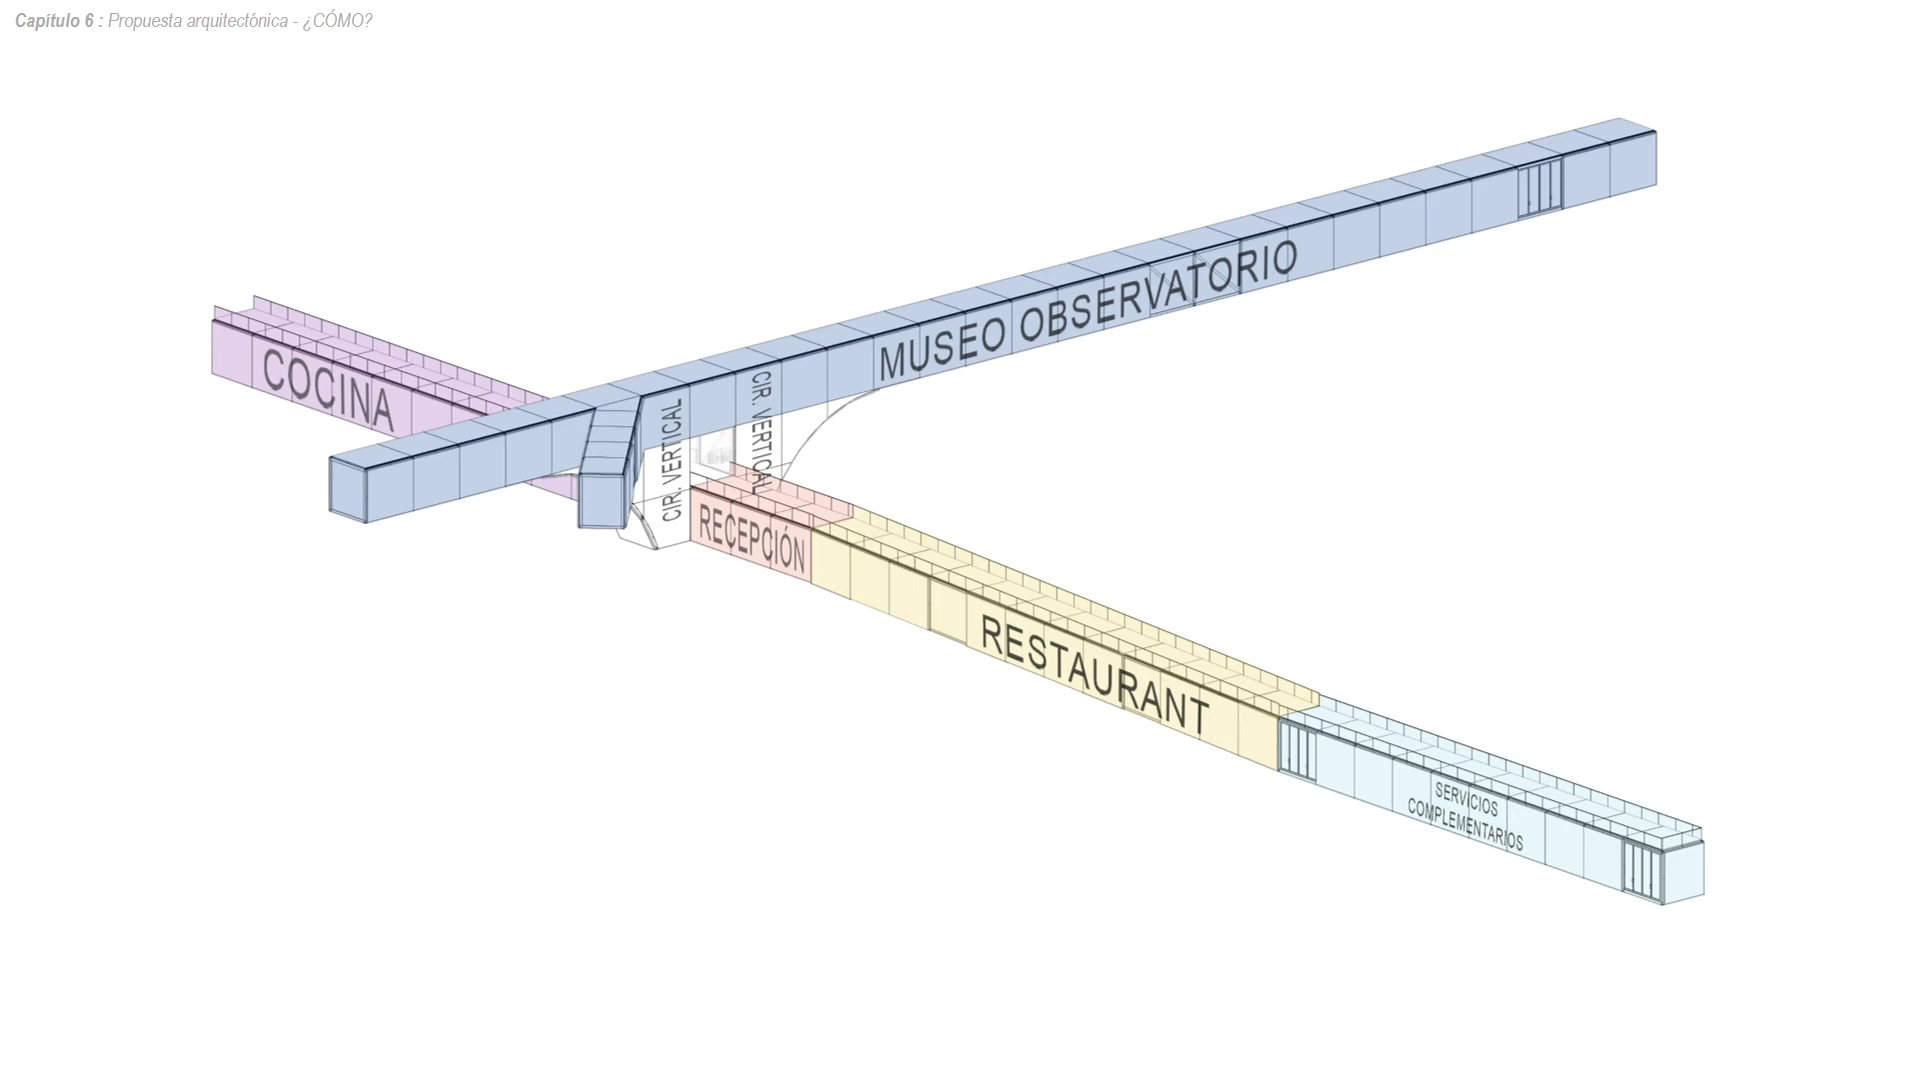 Capítulo 6 : Propuesta arquitectónica - ¿CÓMO?
MUSEO OBSERVATORIO
COCINA
CIR. VERTICAL
CIR. VERTICAL
RECEPCIÓN
RESTAURANT
SERVICIOS
COMPLEMENTARIOS